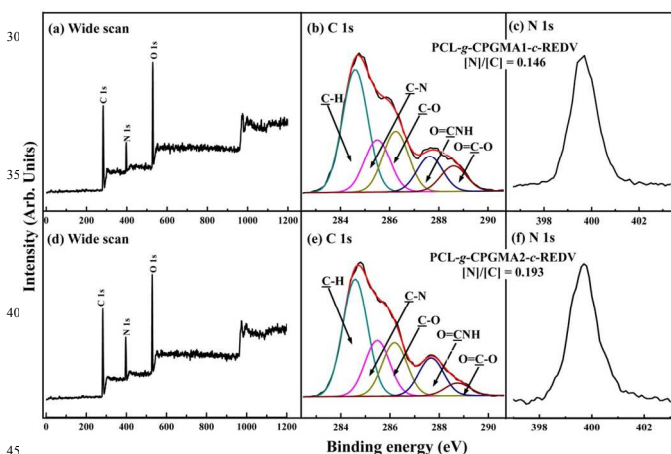 30
35
40
45
Intensity (Arb. Units)
(a) Wide scan
C 1s
N 1s
O 1s
0 200 400 600 800 1000 1200
(b) C 1s
C-H
C-N
C-O
O=CNH
O=C-O
284 286 288 290
(c) N 1s
PCL-g-CPGMA1-c-REDV
[N]/[C] = 0.146
398 400 402
(d) Wide scan
C 1s
N 1s
O 1s
0 200 400 600 800 1000 1200
(e) C 1s
C-H
C-N
C-O
O=CNH
O=C-O
284 286 288 290
(f) N 1s
PCL-g-CPGMA2-c-REDV
[N]/[C] = 0.193
398 400 402
Binding energy (eV)